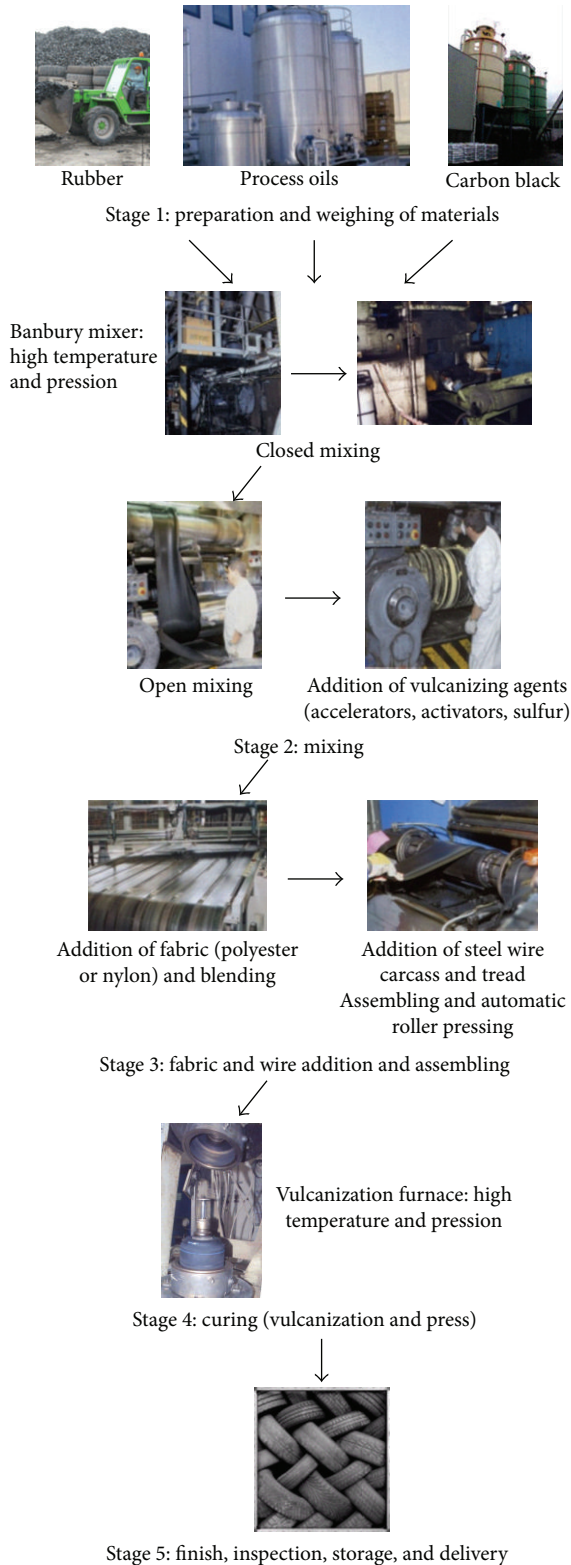 Rubber
Process oils
Carbon black
Stage 1: preparation and weighing of materials
Banbury mixer:
high temperature
and pression
Closed mixing
Open mixing
Addition of vulcanizing agents
(accelerators, activators, sulfur)
Stage 2: mixing
Addition of fabric (polyester
or nylon) and blending
Addition of steel wire
carcass and tread
Assembling and automatic
roller pressing
Stage 3: fabric and wire addition and assembling
Vulcanization furnace: high
temperature and pression
Stage 4: curing (vulcanization and press)
Stage 5: finish, inspection, storage, and delivery